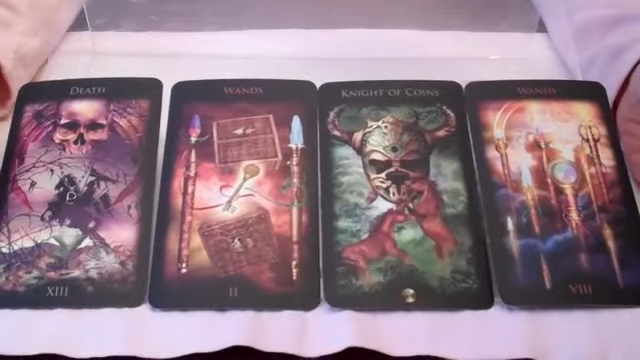 DEATH
XIII
WANDS
II
KNIGHT OF COINS
WANDS
VIII